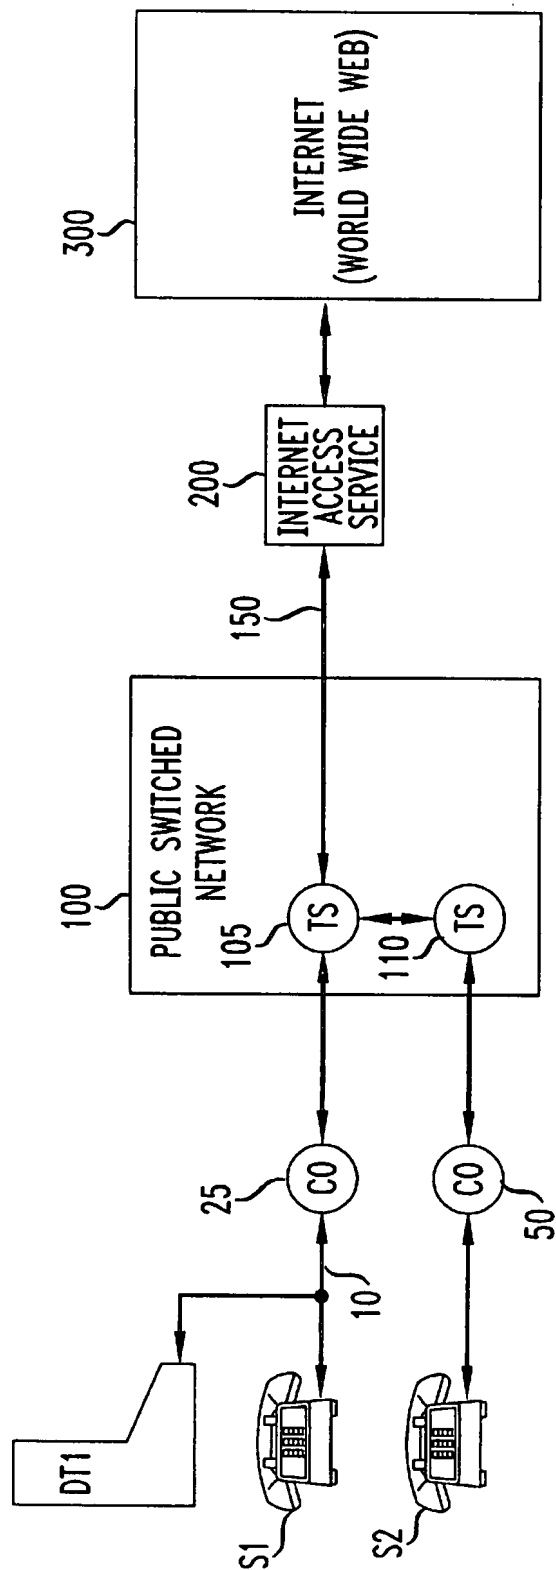 DT1
S1
S2
10
25
CO
CO
50
100
PUBLIC SWITCHED
NETWORK
105
TS
110
TS
150
200
INTERNET
ACCESS
SERVICE
300
INTERNET
(WORLD WIDE WEB)